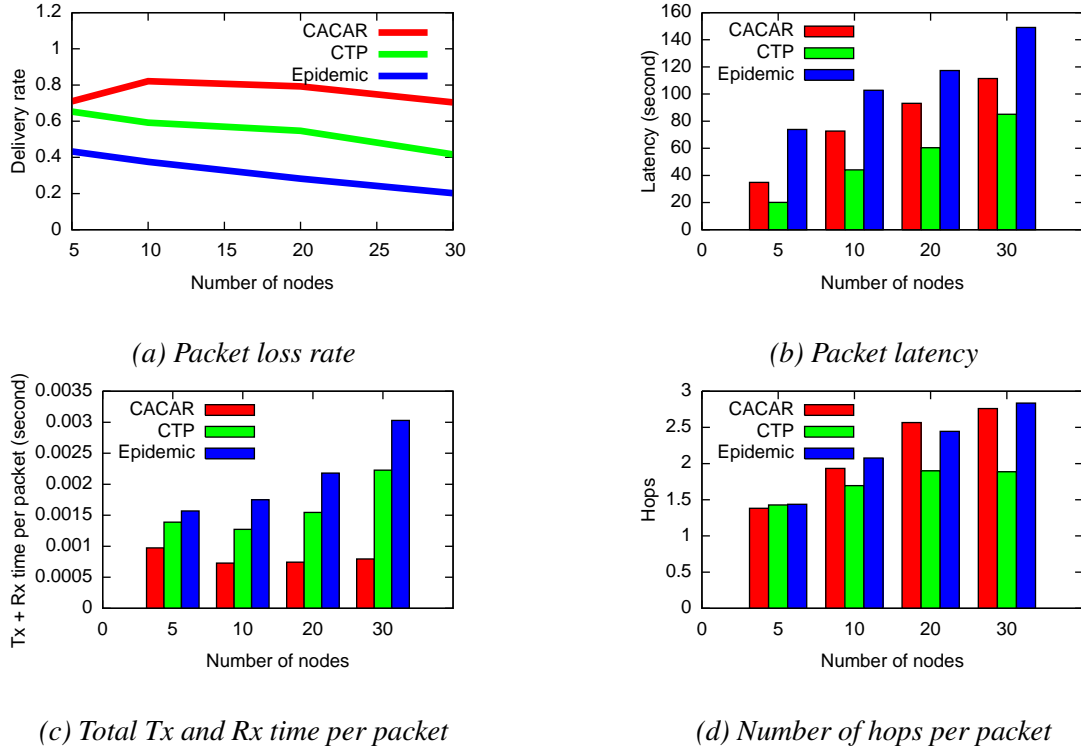 1.2
1
0.8
0.6
0.4
0.2
0
5 10 15 20 25 30
Delivery rate
Number of nodes
CACAR
CTP
Epidemic
(a) Packet loss rate
160
140
120
100
80
60
40
20
0
0 5 10 20 30
Latency (second)
Number of nodes
CACAR
CTP
Epidemic
(b) Packet latency
0.0035
0.003
0.0025
0.002
0.0015
0.001
0.0005
0
0 5 10 20 30
Tx + Rx time per packet (second)
Number of nodes
CACAR
CTP
Epidemic
(c) Total Tx and Rx time per packet
3
2.5
2
1.5
1
0.5
0
0 5 10 20 30
Hops
Number of nodes
CACAR
CTP
Epidemic
(d) Number of hops per packet